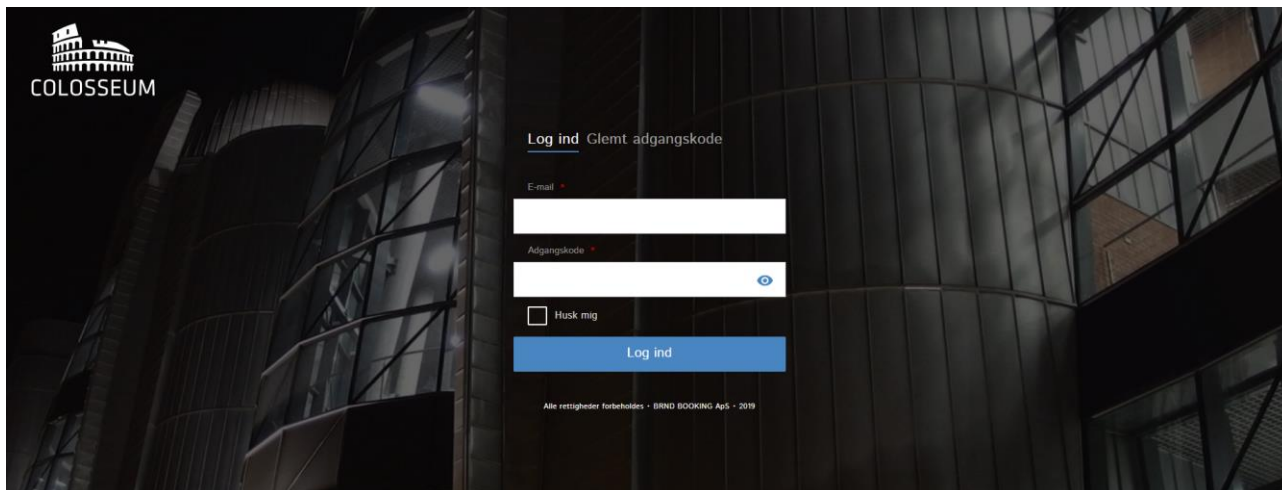 COLOSSEUM
Log ind Glemt adgangskode
E-mail *
Adgangskode *
Husk mig
Log ind
Alle rettigheder forbeholdes • BRND BOOKING ApS • 2019